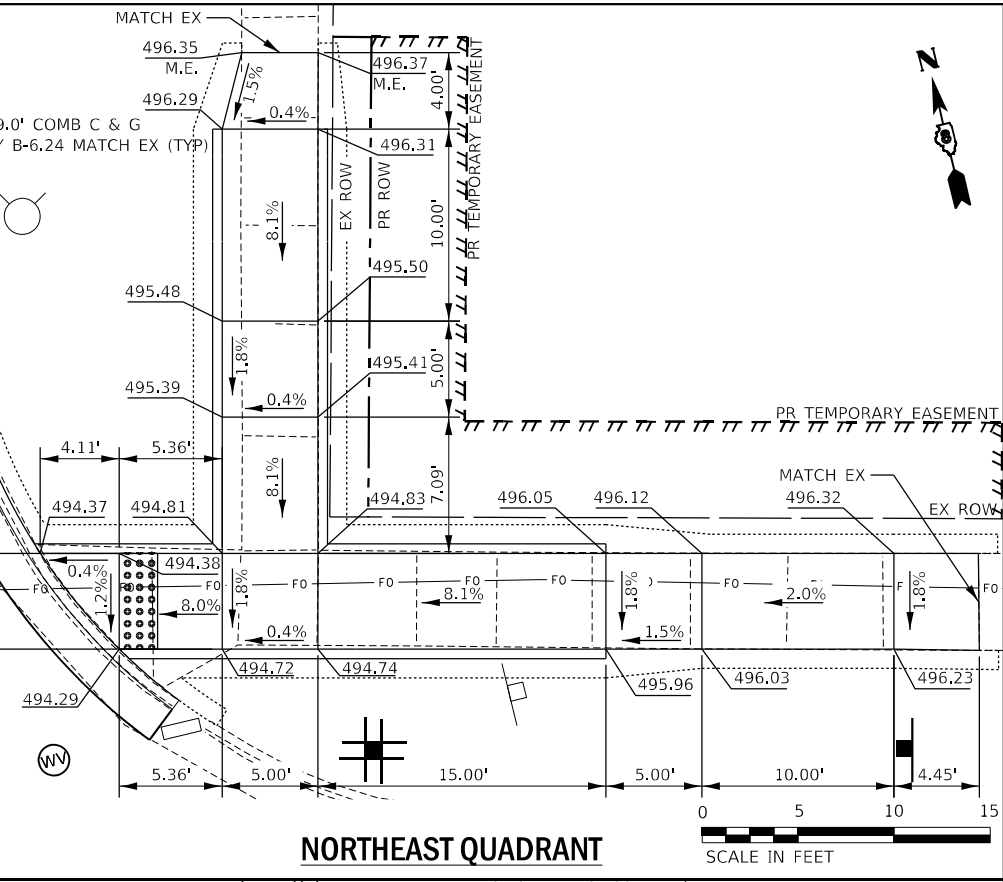 MATCH EX
496.35
M.E.
496.37
M.E.
1.5%
4.00'
496.29
0.4%
9.0' COMB C & G
B-6.24 MATCH EX (TYP)
496.31
EX ROW
PR ROW
PR TEMPORARY EASEMENT
N
8.1%
10.00'
495.50
495.48
1.8%
495.41
5.00'
495.39
0.4%
PR TEMPORARY EASEMENT
4.11'
5.36'
8.1%
7.09'
MATCH EX
494.37
494.81
494.83
496.05
496.12
496.32
EX ROW
0.4%
494.38
FO
FO
FO
FO
FO
FO
FO
FO
F
FO
1.2%
8.0%
1.8%
8.1%
1.8%
2.0%
1.8%
0.4%
1.5%
494.29
494.72
494.74
495.96
496.03
496.23
WV
5.36'
5.00'
15.00'
5.00'
10.00'
4.45'
0 5 10 15
SCALE IN FEET
NORTHEAST QUADRANT